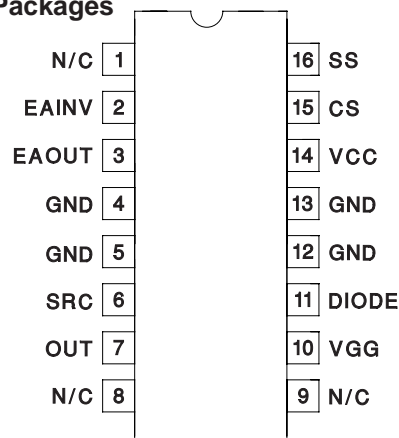 Packages
N/C 1 16 SS
EAINV 2 15 CS
EAOUT 3 14 VCC
GND 4 13 GND
GND 5 12 GND
SRC 6 11 DIODE
OUT 7 10 VGG
N/C 8 9 N/C